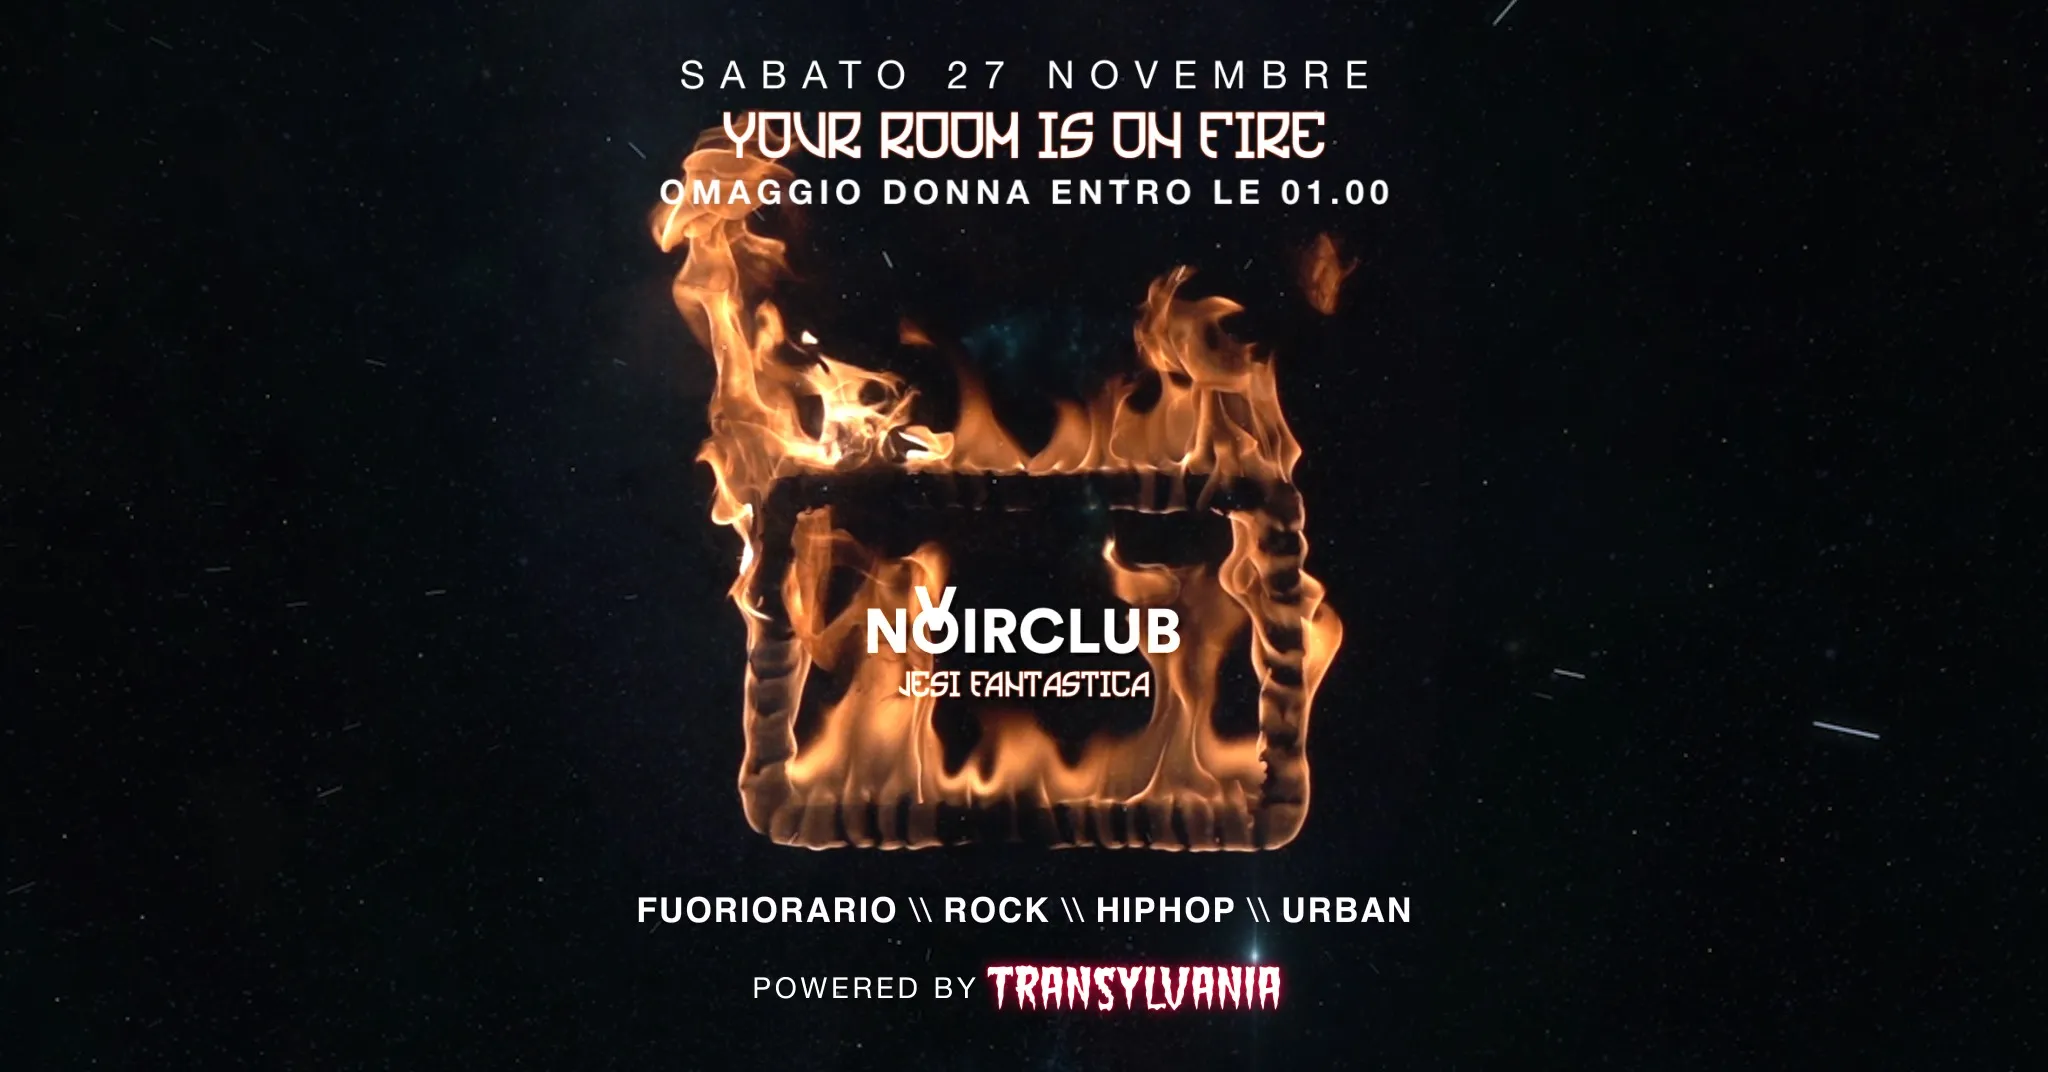 SABATO 27 NOVEMBRE
YOUR ROOM IS ON FIRE
OMAGGIO DONNA ENTRO LE 01.00
NOIRCLUB
JESI FANTASTICA
FUORIORARIO \\ ROCK \\ HIPHOP \\ URBAN
POWERED BY TRANSYLVANIA